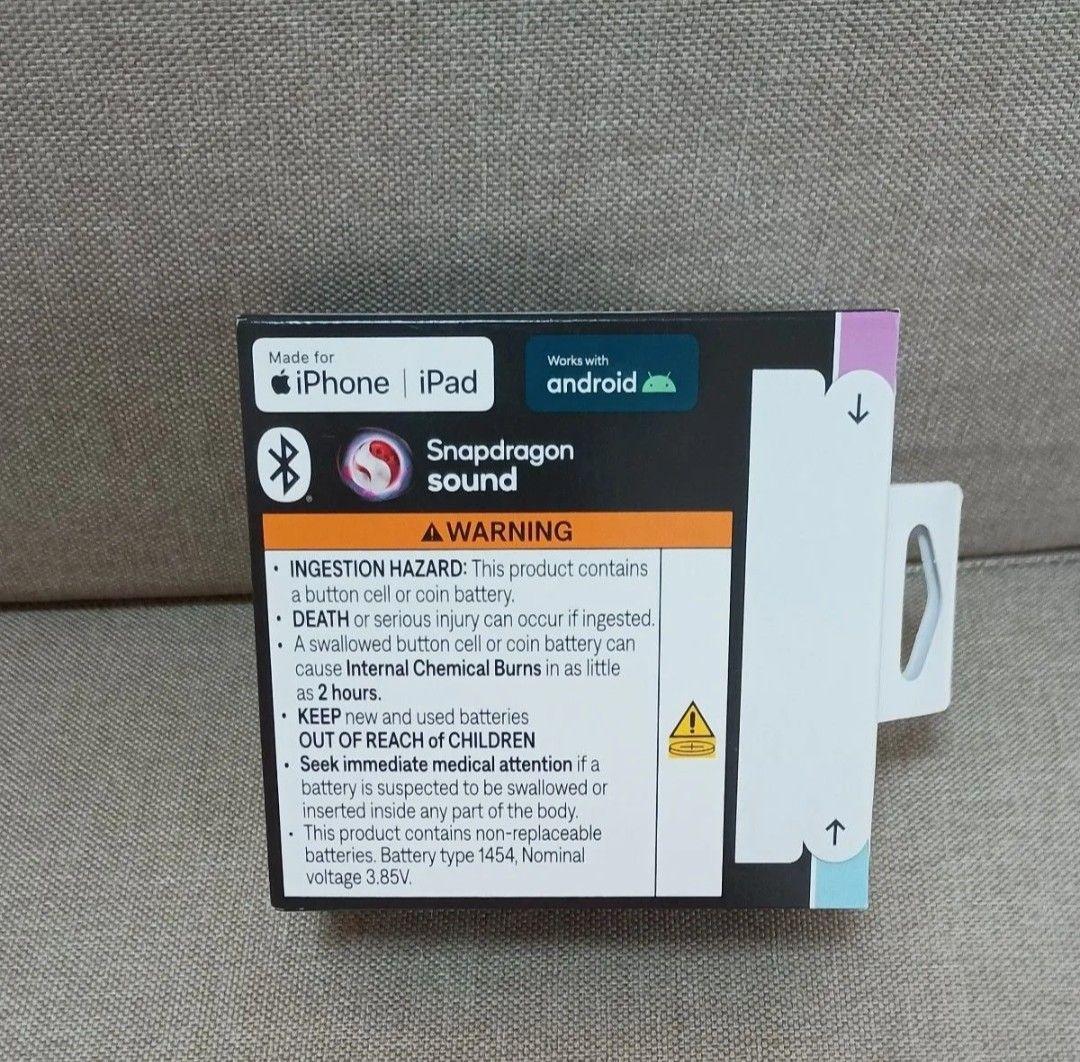 Made for
iPhone | iPad
Works with
android
Snapdragon
sound
WARNING
• INGESTION HAZARD: This product contains
a button cell or coin battery.
• DEATH or serious injury can occur if ingested.
• A swallowed button cell or coin battery can
cause Internal Chemical Burns in as little
as 2 hours.
• KEEP new and used batteries
OUT OF REACH of CHILDREN
• Seek immediate medical attention if a
battery is suspected to be swallowed or
inserted inside any part of the body.
• This product contains non-replaceable
batteries. Battery type 1454, Nominal
voltage 3.85V.